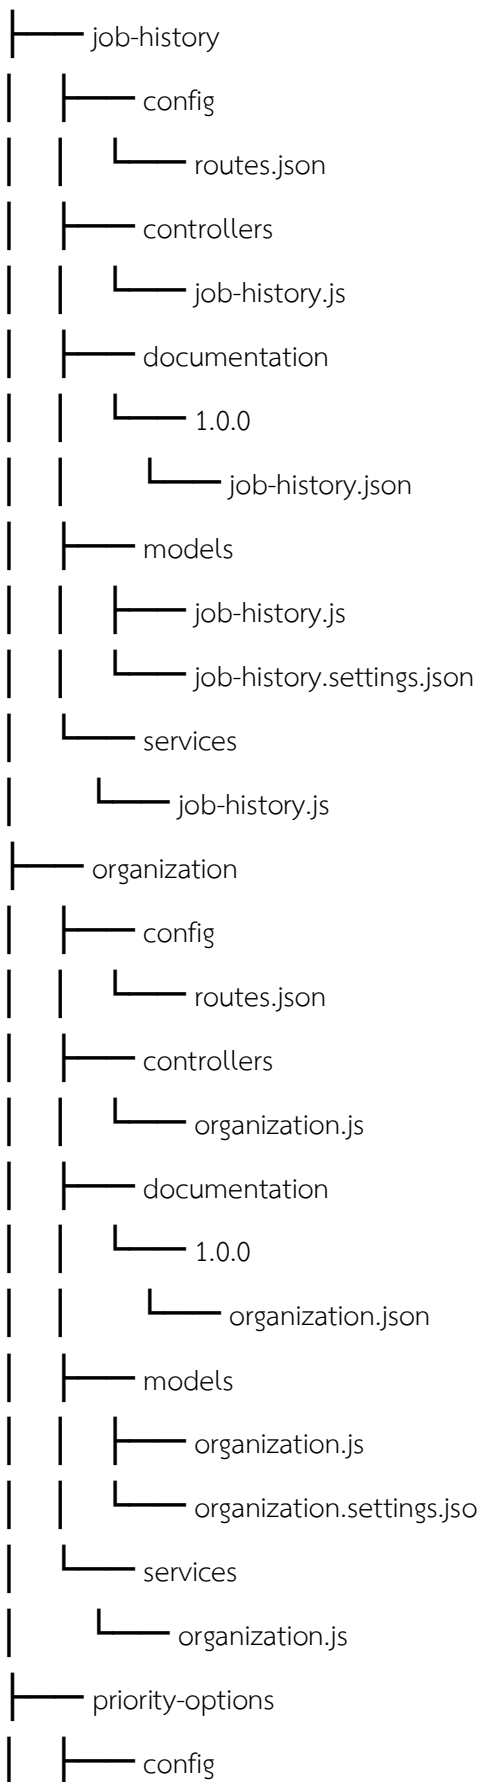 ├── job-history
│ ├── config
│ │ └── routes.json
│ ├── controllers
│ │ └── job-history.js
│ ├── documentation
│ │ └── 1.0.0
│ │ └── job-history.json
│ ├── models
│ │ ├── job-history.js
│ │ └── job-history.settings.json
│ └── services
│ └── job-history.js
├── organization
│ ├── config
│ │ └── routes.json
│ ├── controllers
│ │ └── organization.js
│ ├── documentation
│ │ └── 1.0.0
│ │ └── organization.json
│ ├── models
│ │ ├── organization.js
│ │ └── organization.settings.jso
│ └── services
│ └── organization.js
├── priority-options
│ ├── config